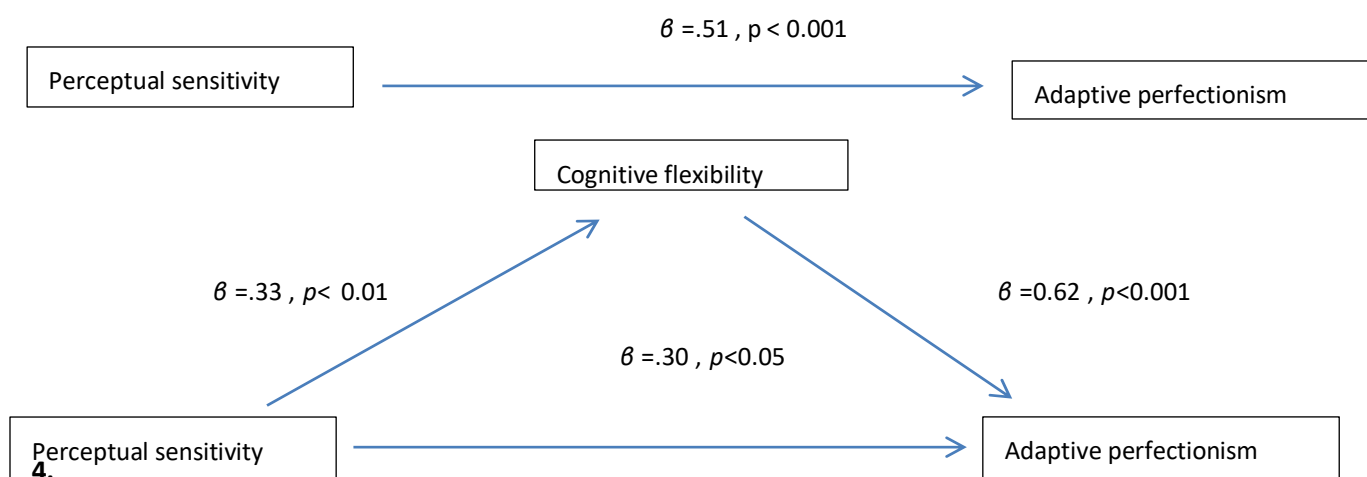 β =.51 , p < 0.001
Perceptual sensitivity
Adaptive perfectionism
Cognitive flexibility
β =.33 , p< 0.01
β =0.62 , p<0.001
β =.30 , p<0.05
Perceptual sensitivity
Adaptive perfectionism
4.